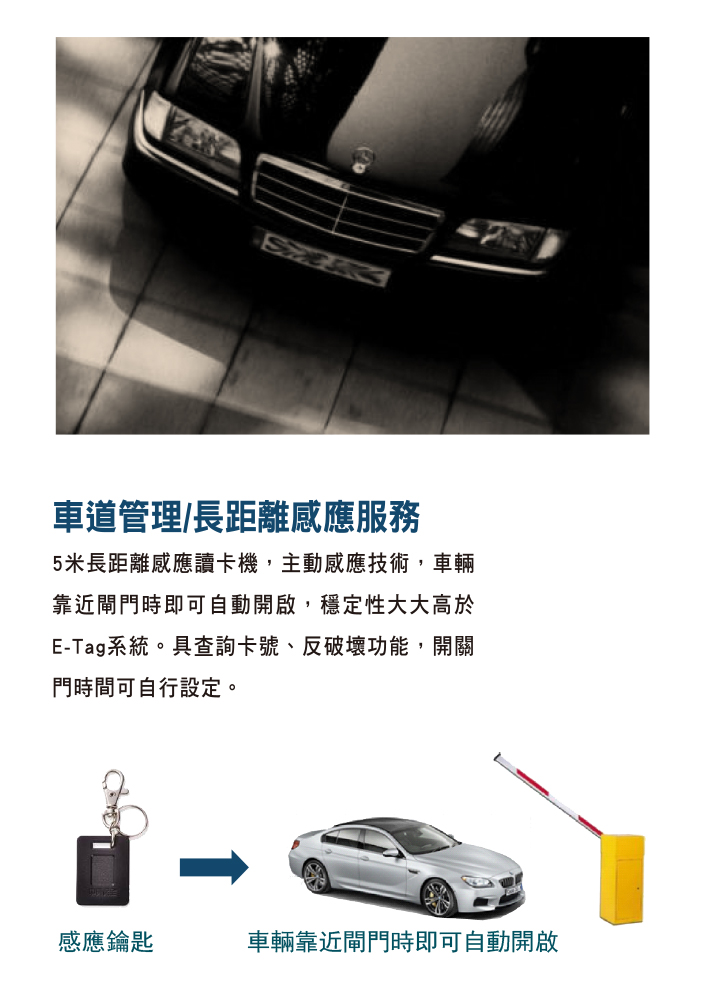 車道管理/長距離感應服務
5米長距離感應讀卡機，主動感應技術，車輛
靠近閘門時即可自動開啟，穩定性大大高於
E-Tag系統。具查詢卡號、反破壞功能，開關
門時間可自行設定。
感應鑰匙
車輛靠近閘門時即可自動開啟